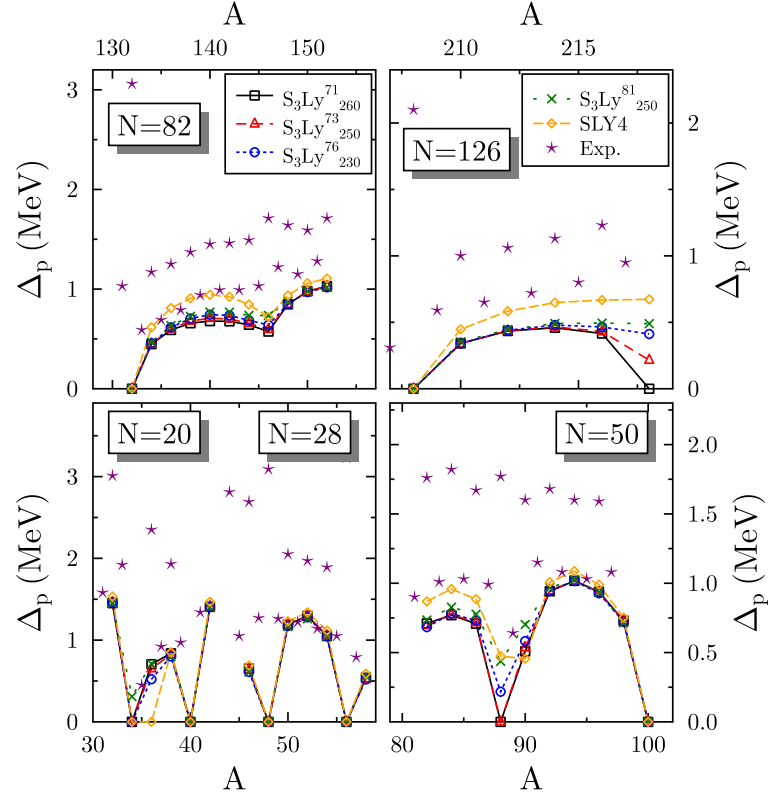 A A
130 140 150 210 215
3
2
1
0
Δp (MeV)
N=82
S₃Ly⁷¹₂₆₀
S₃Ly⁷³₂₅₀
S₃Ly⁷⁶₂₃₀
N=126
S₃Ly⁸¹₂₅₀
SLY4
Exp.
2
1
0
Δp (MeV)
3
2
1
0
Δp (MeV)
N=20 N=28
N=50
2.0
1.5
1.0
0.5
0.0
Δp (MeV)
30 40 50 80 90 100
A A